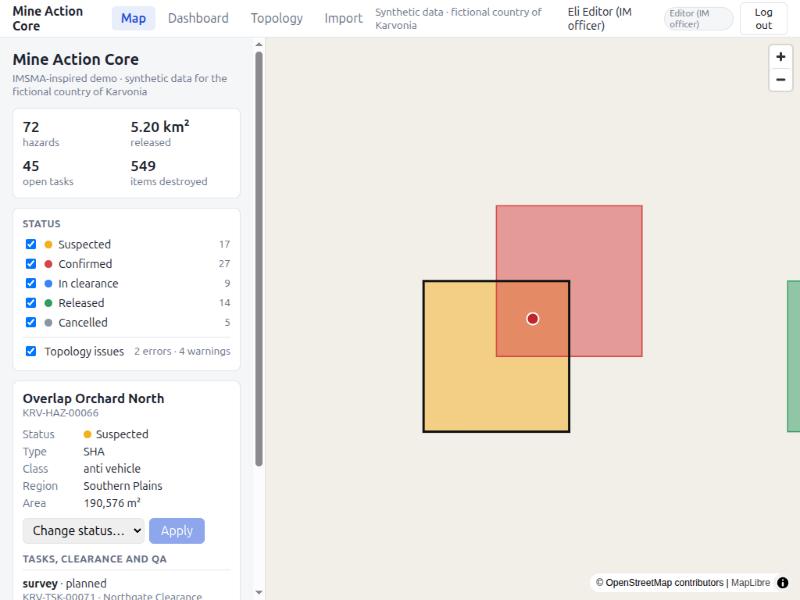 Mine Action Core
Map
Dashboard
Topology
Import
Synthetic data · fictional country of Karvonia
Eli Editor (IM officer)
Editor (IM officer)
Log out
Mine Action Core
IMSMA-inspired demo · synthetic data for the
fictional country of Karvonia
72
5.20 km²
hazards
released
45
549
open tasks
items destroyed
STATUS
Suspected 17
Confirmed 27
In clearance 9
Released 14
Cancelled 5
Topology issues 2 errors · 4 warnings
Overlap Orchard North
KRV-HAZ-00066
Status Suspected
Type SHA
Class anti vehicle
Region Southern Plains
Area 190,576 m²
Change status… Apply
TASKS, CLEARANCE AND QA
survey · planned
KRV-TSK-00071 · Northgate Clearance
+
−
© OpenStreetMap contributors | MapLibre